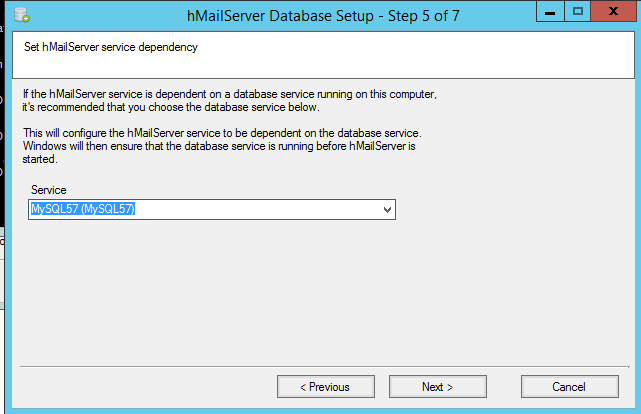 hMailServer Database Setup - Step 5 of 7
Set hMailServer service dependency
If the hMailServer service is dependent on a database service running on this computer,
it's recommended that you choose the database service below.
This will configure the hMailServer service to be dependent on the database service.
Windows will then ensure that the database service is running before hMailServer is
started.
Service
MySQL57 (MySQL57)
< Previous
Next >
Cancel